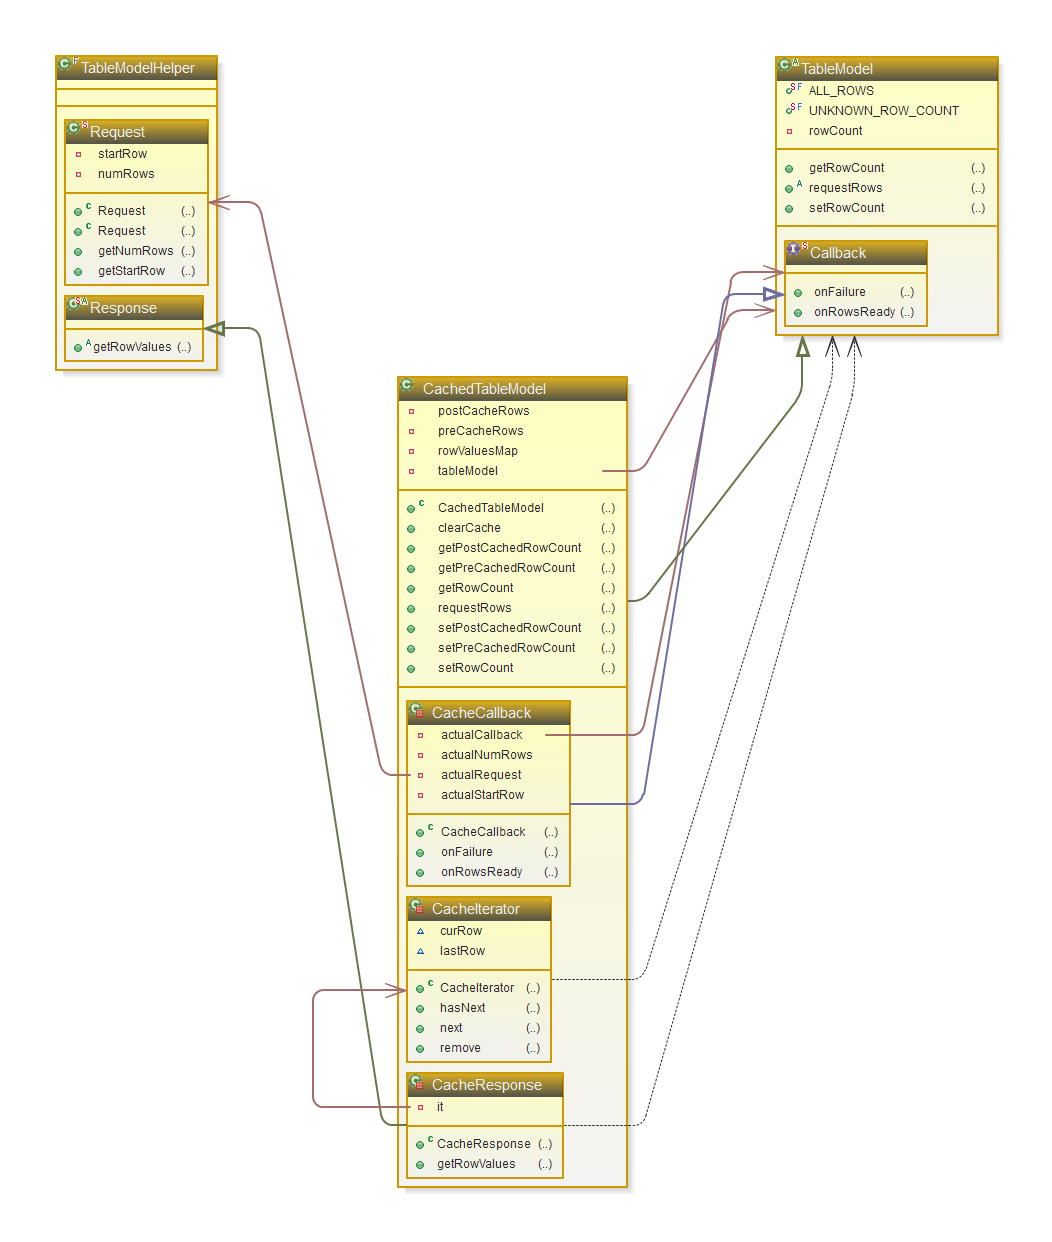 TableModelHelper
Request
startRow
numRows
Request (..)
Request (..)
getNumRows (..)
getStartRow (..)
Response
getRowValues (..)
TableModel
ALL_ROWS
UNKNOWN_ROW_COUNT
rowCount
getRowCount (..)
requestRows (..)
setRowCount (..)
Callback
onFailure (..)
onRowsReady (..)
CachedTableModel
postCacheRows
preCacheRows
rowValuesMap
tableModel
CachedTableModel (..)
clearCache (..)
getPostCachedRowCount (..)
getPreCachedRowCount (..)
getRowCount (..)
requestRows (..)
setPostCachedRowCount (..)
setPreCachedRowCount (..)
setRowCount (..)
CacheCallback
actualCallback
actualNumRows
actualRequest
actualStartRow
CacheCallback (..)
onFailure (..)
onRowsReady (..)
CacheIterator
curRow
lastRow
CacheIterator (..)
hasNext (..)
next (..)
remove (..)
CacheResponse
it
CacheResponse (..)
getRowValues (..)